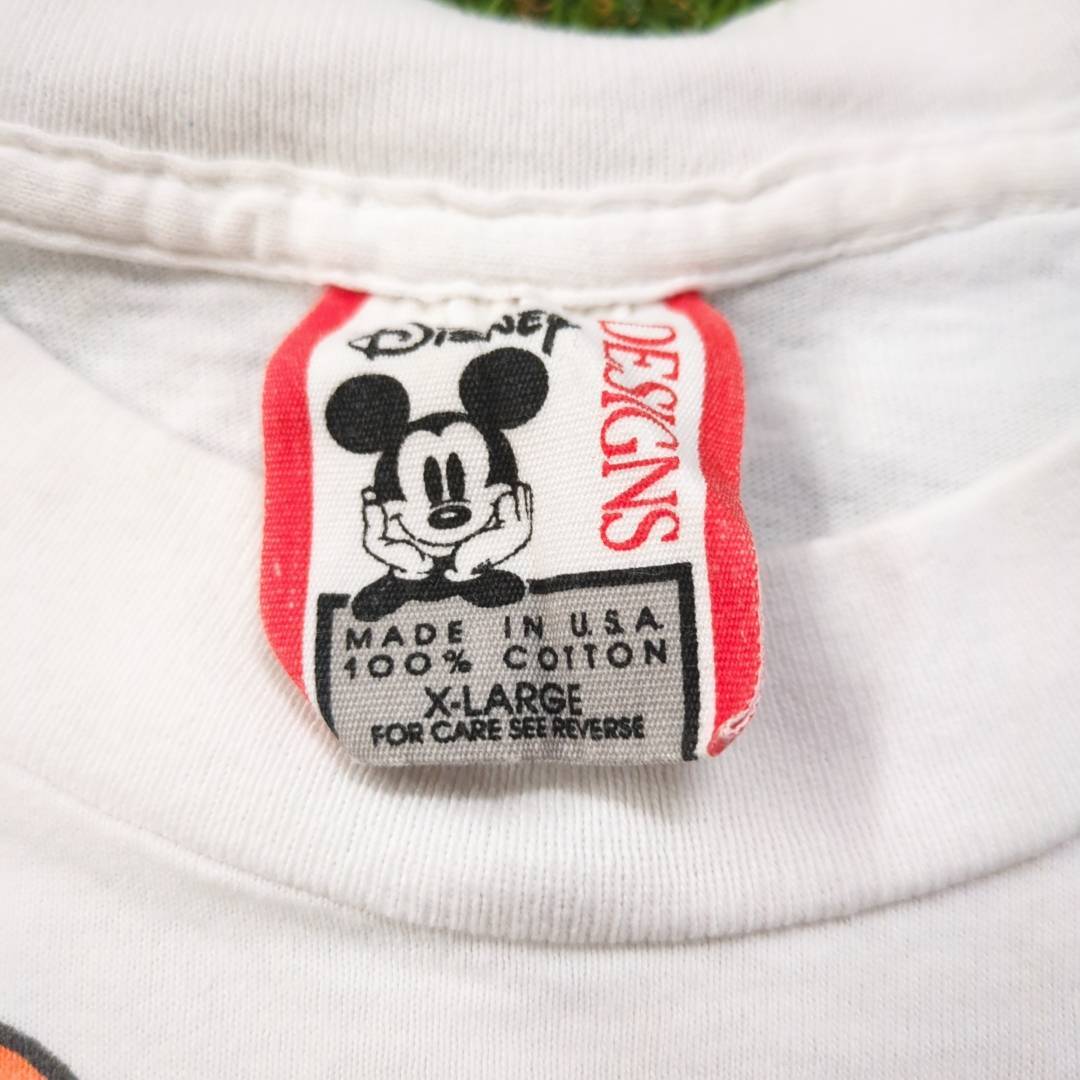 DISNEY
DESIGNS
MADE IN U.S.A.
100% COTTON
X-LARGE
FOR CARE SEE REVERSE